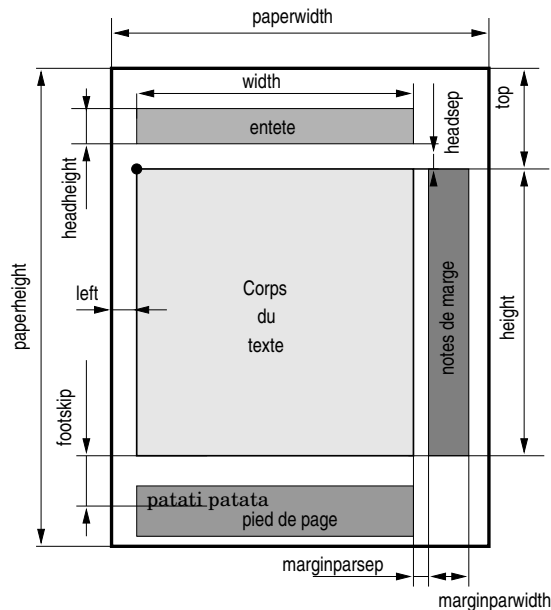 paperwidth
width
top
headsep
entete
headheight
paperheight
left
Corps
du
texte
notes de marge
height
footskip
patati patata
pied de page
marginparsep
marginparwidth